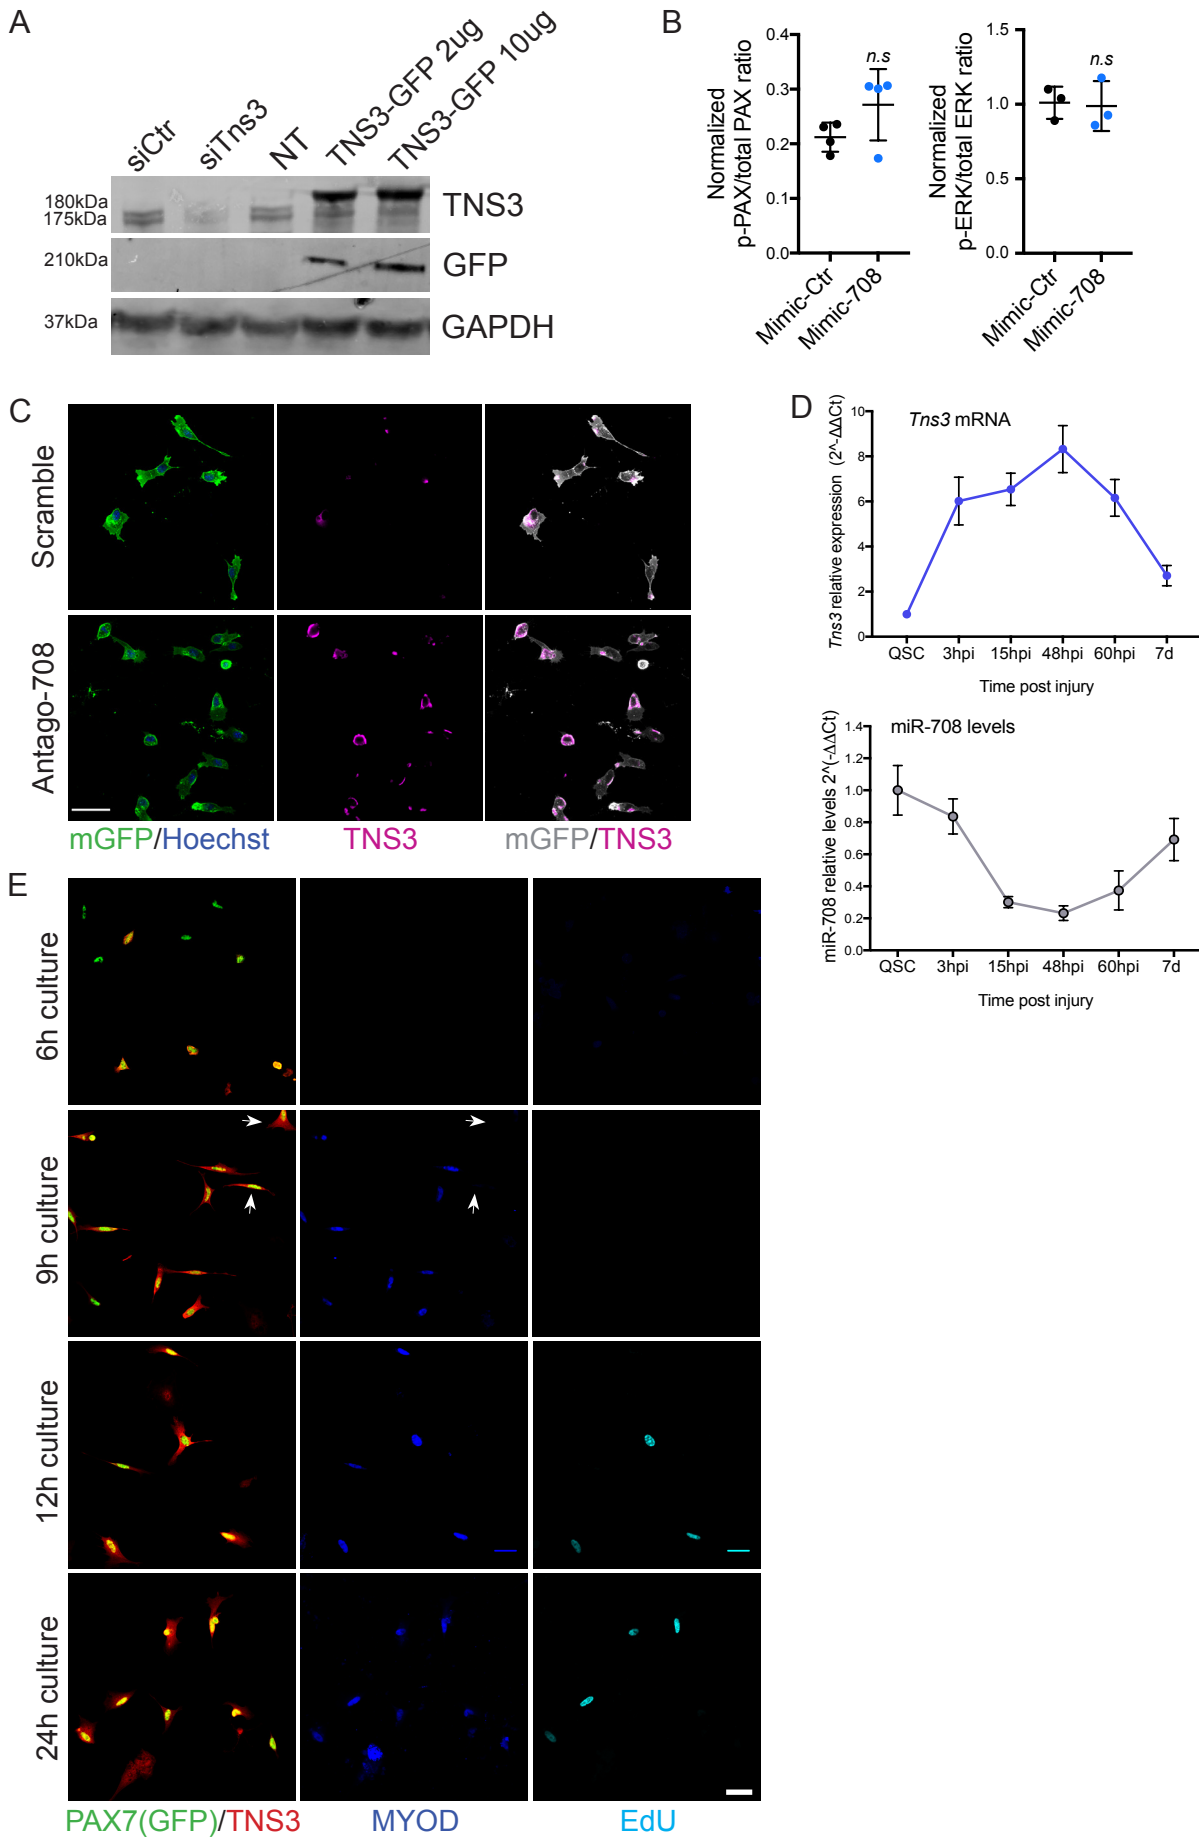 A
siCtr
siTns3
NT
TNS3-GFP 2ug
TNS3-GFP 10ug
180kDa
175kDa
TNS3
210kDa
GFP
37kDa
GAPDH
B
Normalized
p-PAX/total PAX ratio
0.4
0.3
0.2
0.1
0.0
n.s
Mimic-Ctr
Mimic-708
Normalized
p-ERK/total ERK ratio
1.5
1.0
0.5
0.0
n.s
Mimic-Ctr
Mimic-708
C
Scramble
Antago-708
mGFP/Hoechst
TNS3
mGFP/TNS3
D
Tns3 mRNA
Tns3 relative expression (2^-ΔΔCt)
10
8
6
4
2
0
QSC 3hpi 15hpi 48hpi 60hpi 7d
Time post injury
miR-708 levels
miR-708 relative levels 2^(-ΔΔCt)
1.4
1.2
1.0
0.8
0.6
0.4
0.2
0.0
QSC 3hpi 15hpi 48hpi 60hpi 7d
Time post injury
E
6h culture
9h culture
12h culture
24h culture
PAX7(GFP)/TNS3
MYOD
EdU